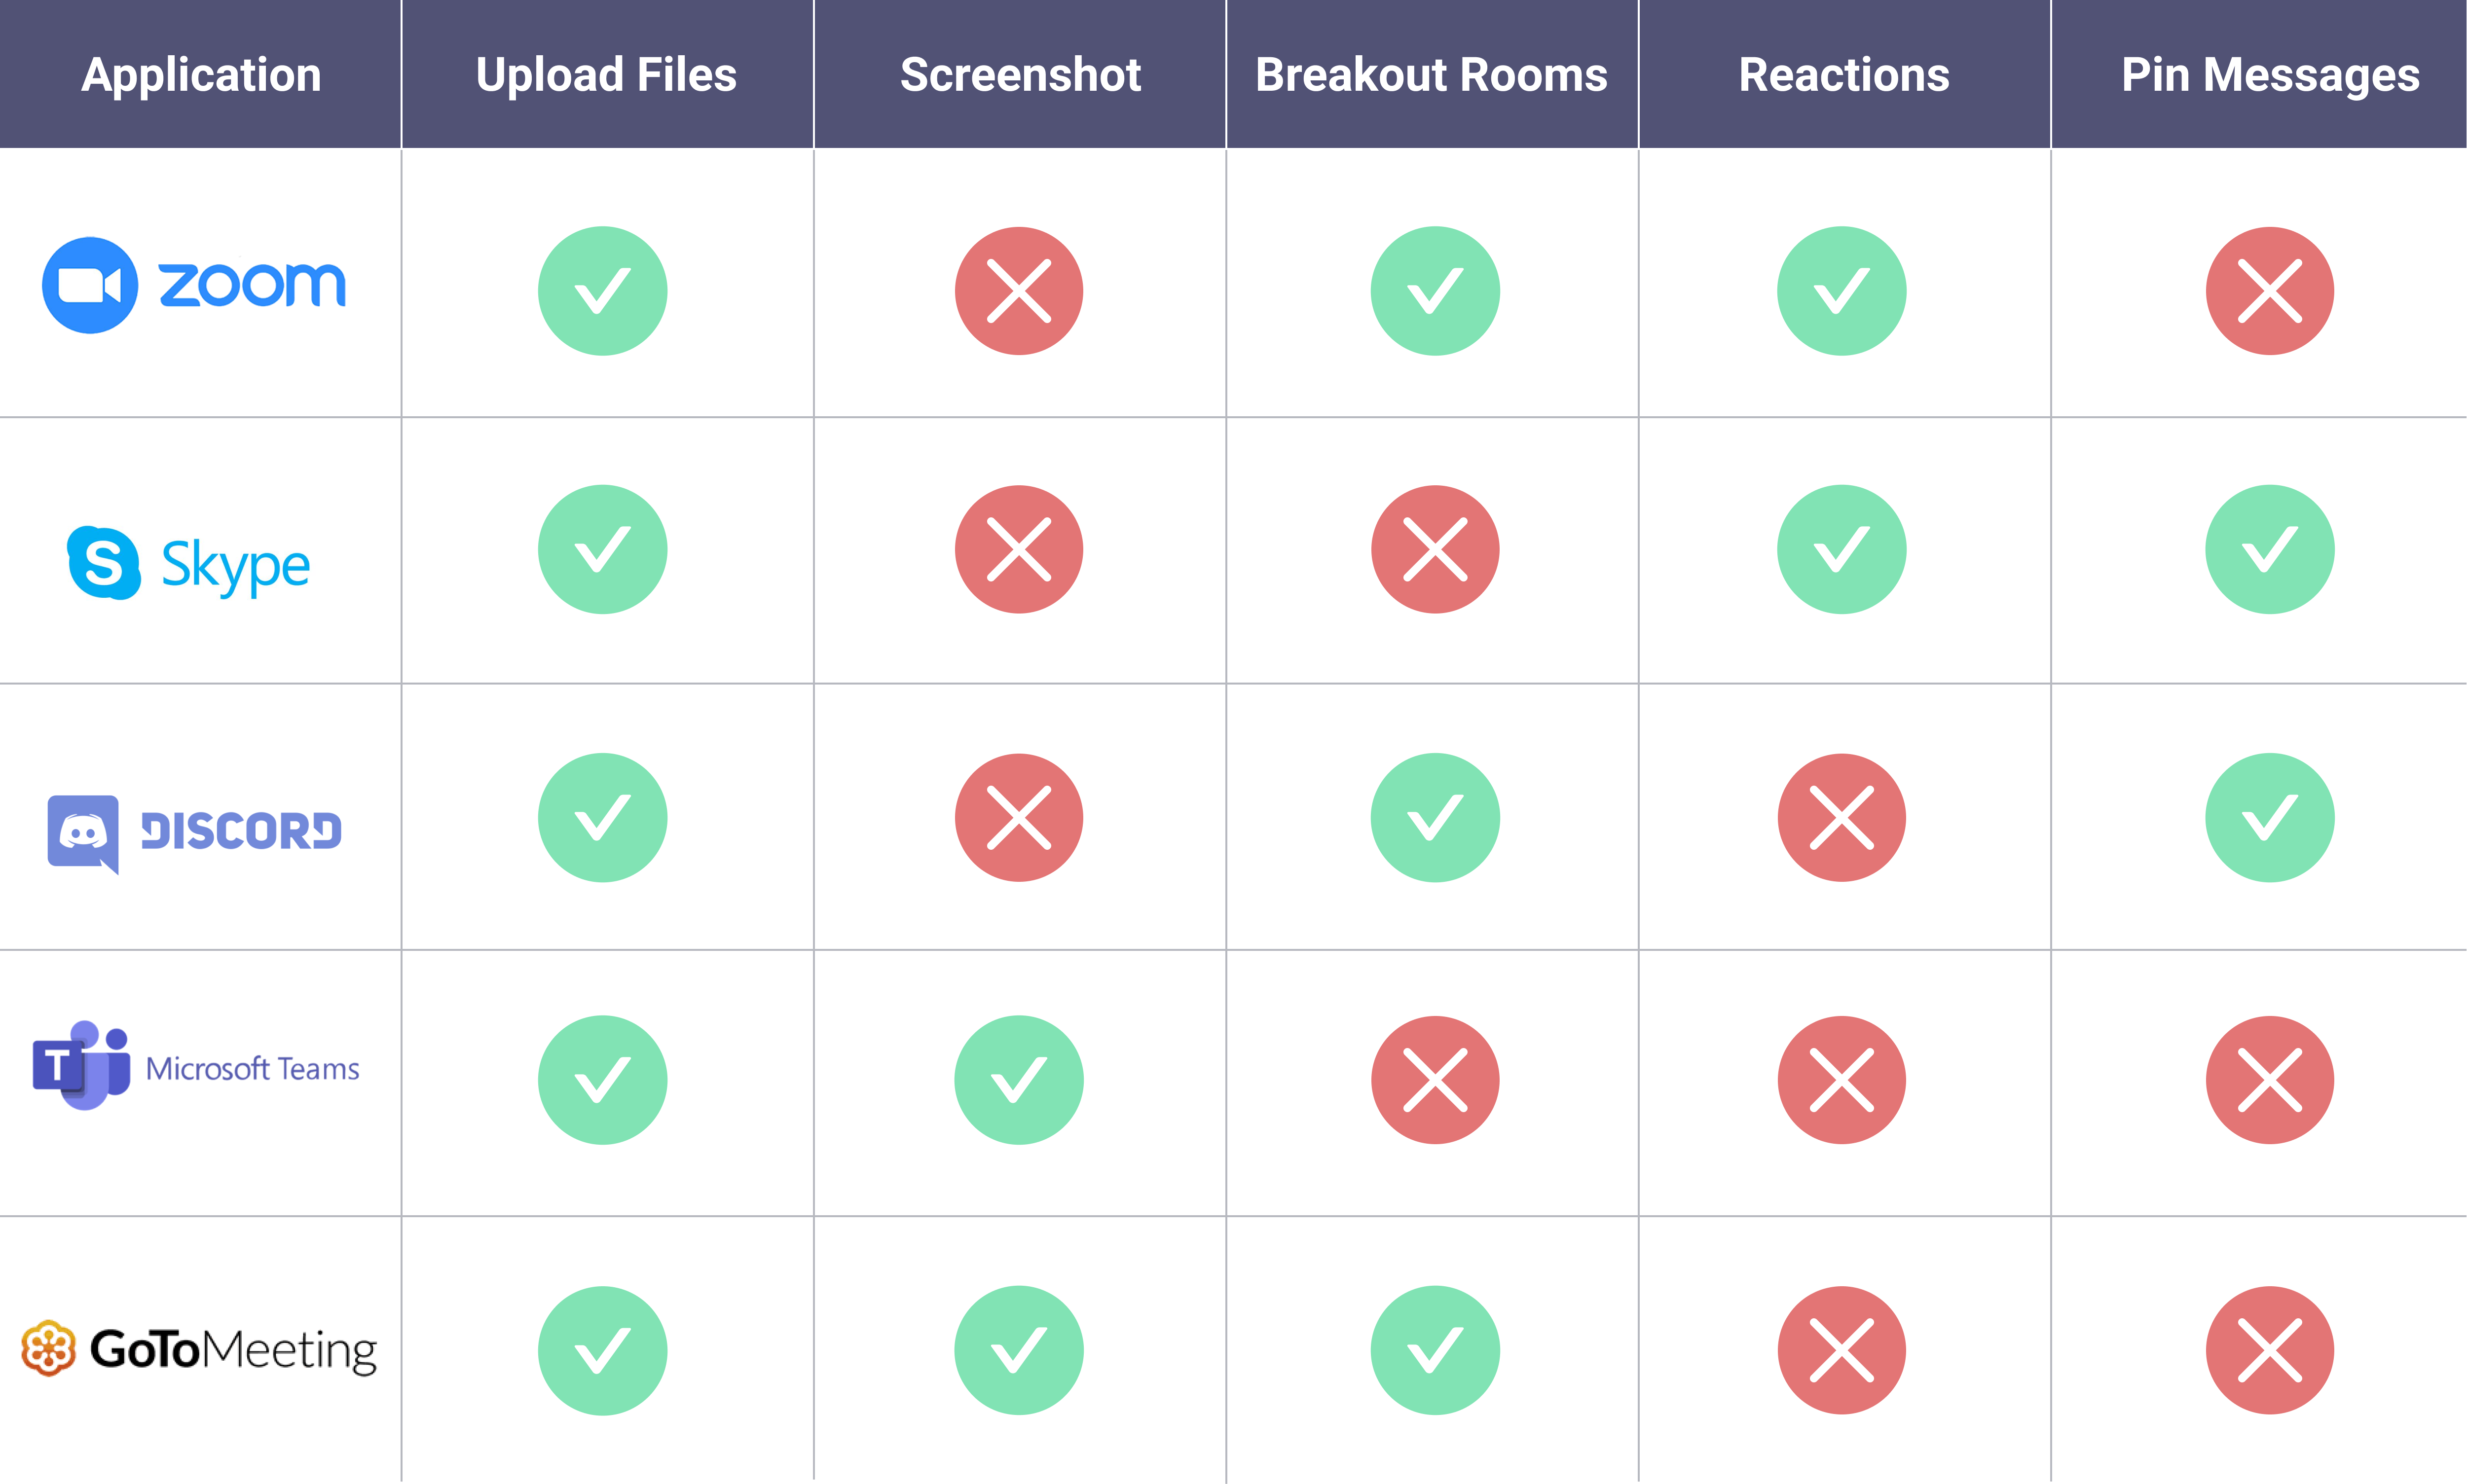 Application Upload Files Screenshot Breakout Rooms Reactions Pin Messages
zoom
Skype
DISCORD
T Microsoft Teams
GoToMeeting